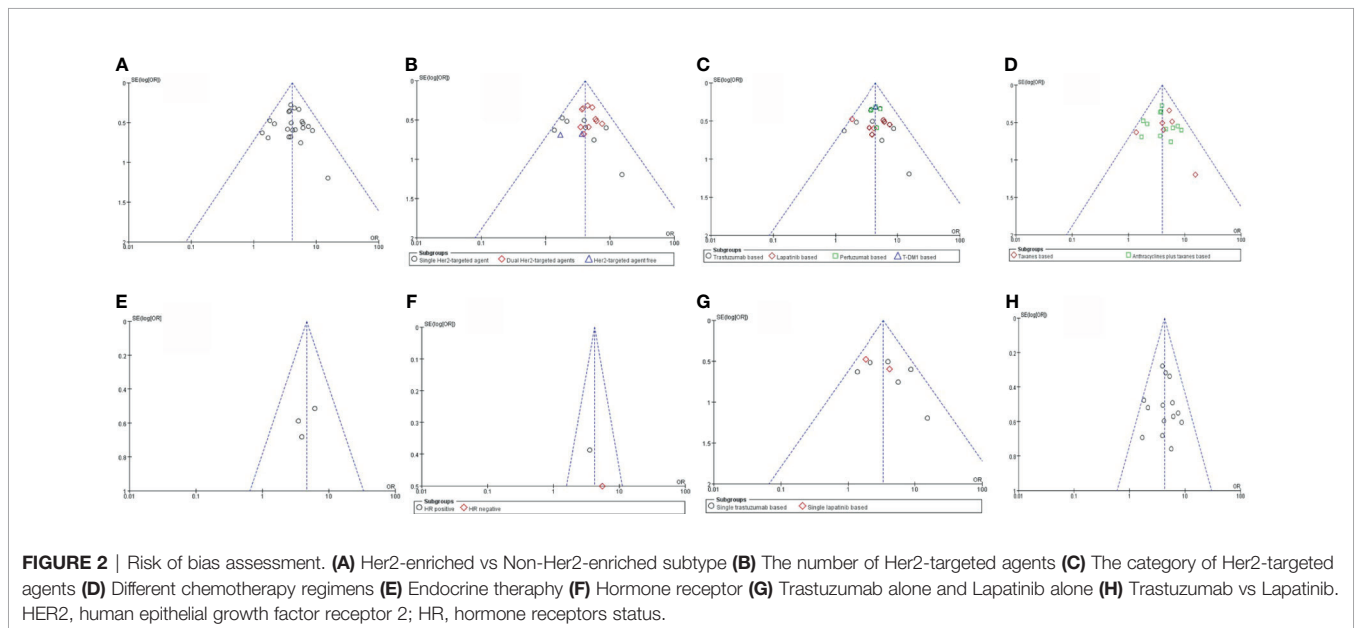 A
B
C
D
SE(log[OR])
SE(log[OR])
SE(log[OR])
SE(log[OR])
0
0.5
1
1.5
2
0.01
0.1
1
10
100
OR
0
0.5
1
1.5
2
0.01
0.1
1
10
100
OR
Subgroups
Single Her2-targeted agent
Dual Her2-targeted agents
Her2-targeted agent free
0
0.5
1
1.5
2
0.01
0.1
1
10
100
OR
Subgroups
Trastuzumab based
Lapatinib based
Pertuzumab based
T-DM1 based
0
0.5
1
1.5
2
0.01
0.1
1
10
100
OR
Subgroups
Taxanes based
Anthracyclines plus taxanes based
E
F
G
H
SE(log[OR]
SE(log[OR])
SE(log[OR])
SE(log[OR])
0
0.2
0.4
0.6
0.8
1
0.01
0.1
1
10
100
OR
0
0.1
0.2
0.3
0.4
0.5
0.01
0.1
1
10
100
OR
Subgroups
HR positive
HR negative
0
0.5
1
1.5
2
0.01
0.1
1
10
100
OR
Subgroups
Single trastuzumab based
Single lapatinib based
0
0.2
0.4
0.6
0.8
1
0.01
0.1
1
10
100
OR
FIGURE 2 | Risk of bias assessment. (A) Her2-enriched vs Non-Her2-enriched subtype (B) The number of Her2-targeted agents (C) The category of Her2-targeted
agents (D) Different chemotherapy regimens (E) Endocrine theraphy (F) Hormone receptor (G) Trastuzumab alone and Lapatinib alone (H) Trastuzumab vs Lapatinib.
HER2, human epithelial growth factor receptor 2; HR, hormone receptors status.